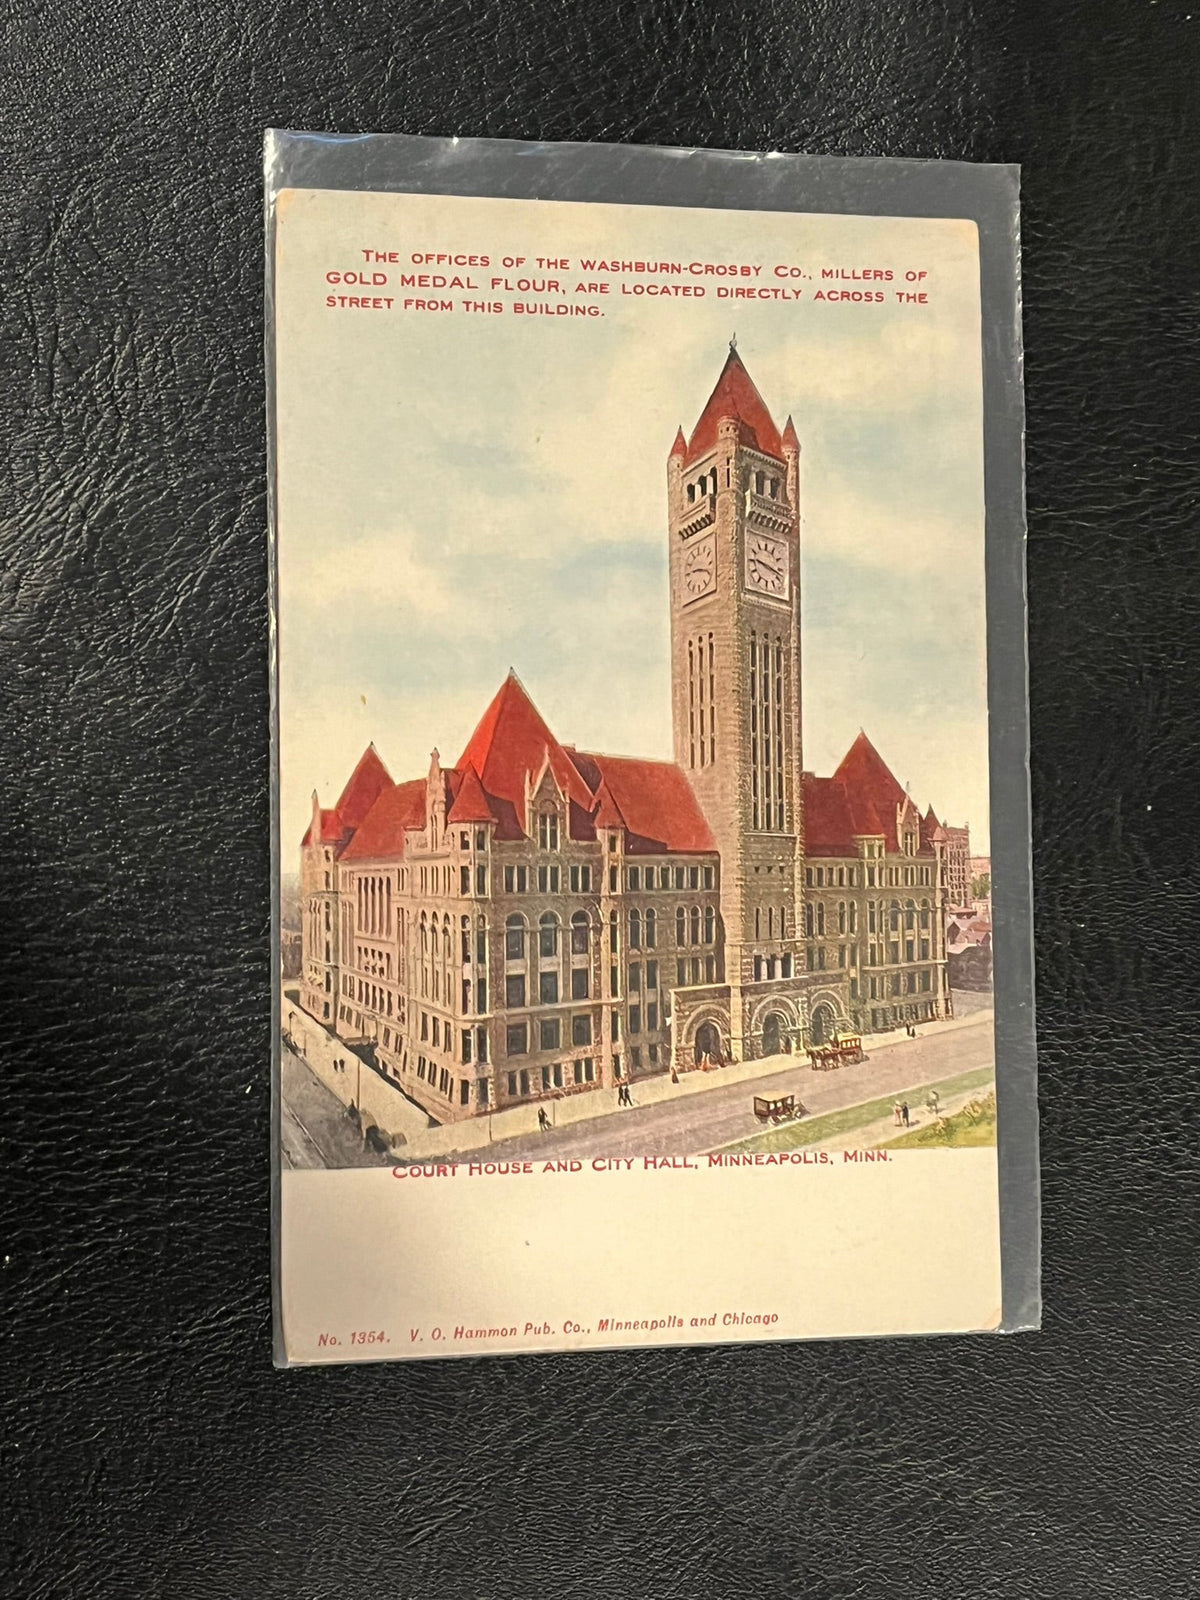 THE OFFICES OF THE WASHBURN-CROSBY CO., MILLERS OF
GOLD MEDAL FLOUR, ARE LOCATED DIRECTLY ACROSS THE
STREET FROM THIS BUILDING.
COURT HOUSE AND CITY HALL, MINNEAPOLIS, MINN.
No. 1354. V. O. Hammon Pub. Co., Minneapolis and Chicago